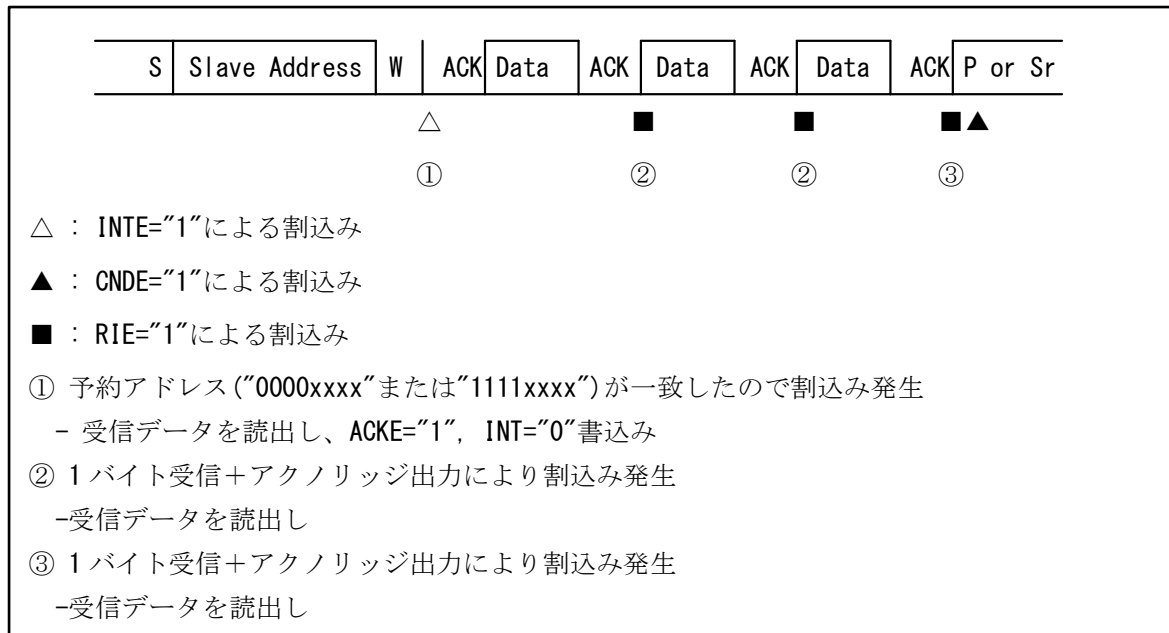 S Slave Address W ACK Data ACK Data ACK Data ACK P or Sr
△ ■ ■ ■▲
① ② ② ③
△ : INTE="1"による割込み
▲ : CNDE="1"による割込み
■ : RIE="1"による割込み
① 予約アドレス("0000xxxx"または"1111xxxx")が一致したので割込み発生
- 受信データを読出し、ACKE="1", INT="0"書込み
② 1バイト受信＋アクノリッジ出力により割込み発生
-受信データを読出し
③ 1バイト受信＋アクノリッジ出力により割込み発生
-受信データを読出し